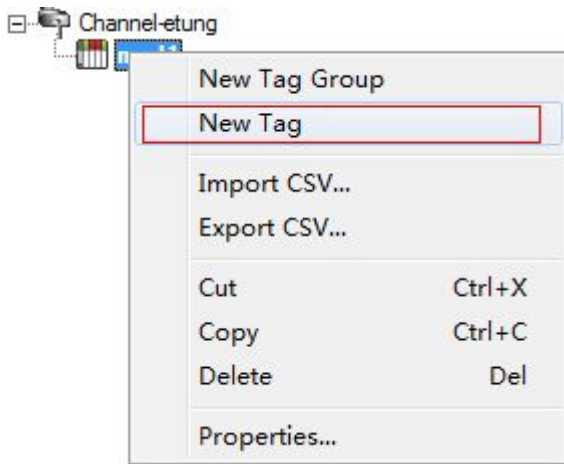 Channel-etung
New Tag Group
New Tag
Import CSV...
Export CSV...
Cut Ctrl+X
Copy Ctrl+C
Delete Del
Properties...